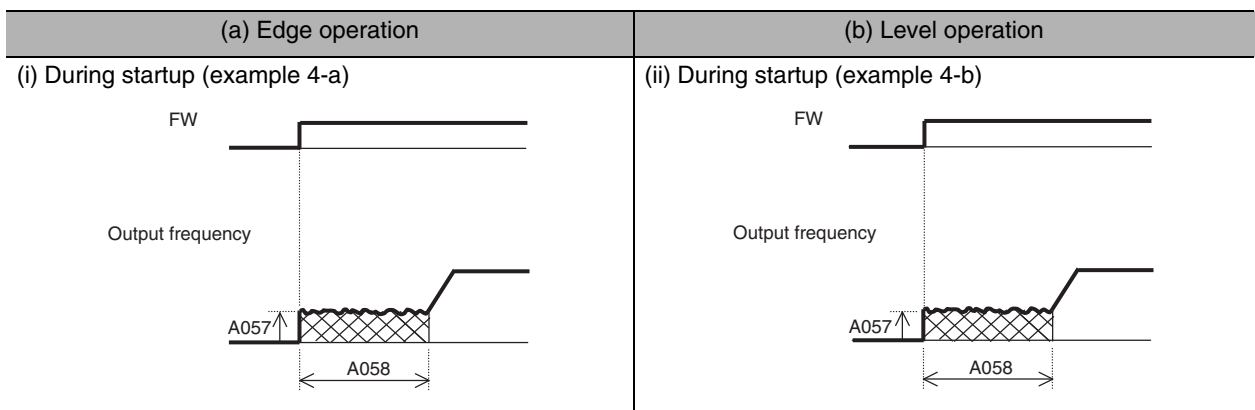 (a) Edge operation
(b) Level operation
(i) During startup (example 4-a)
FW
Output frequency
A057
A058
(ii) During startup (example 4-b)
FW
Output frequency
A057
A058